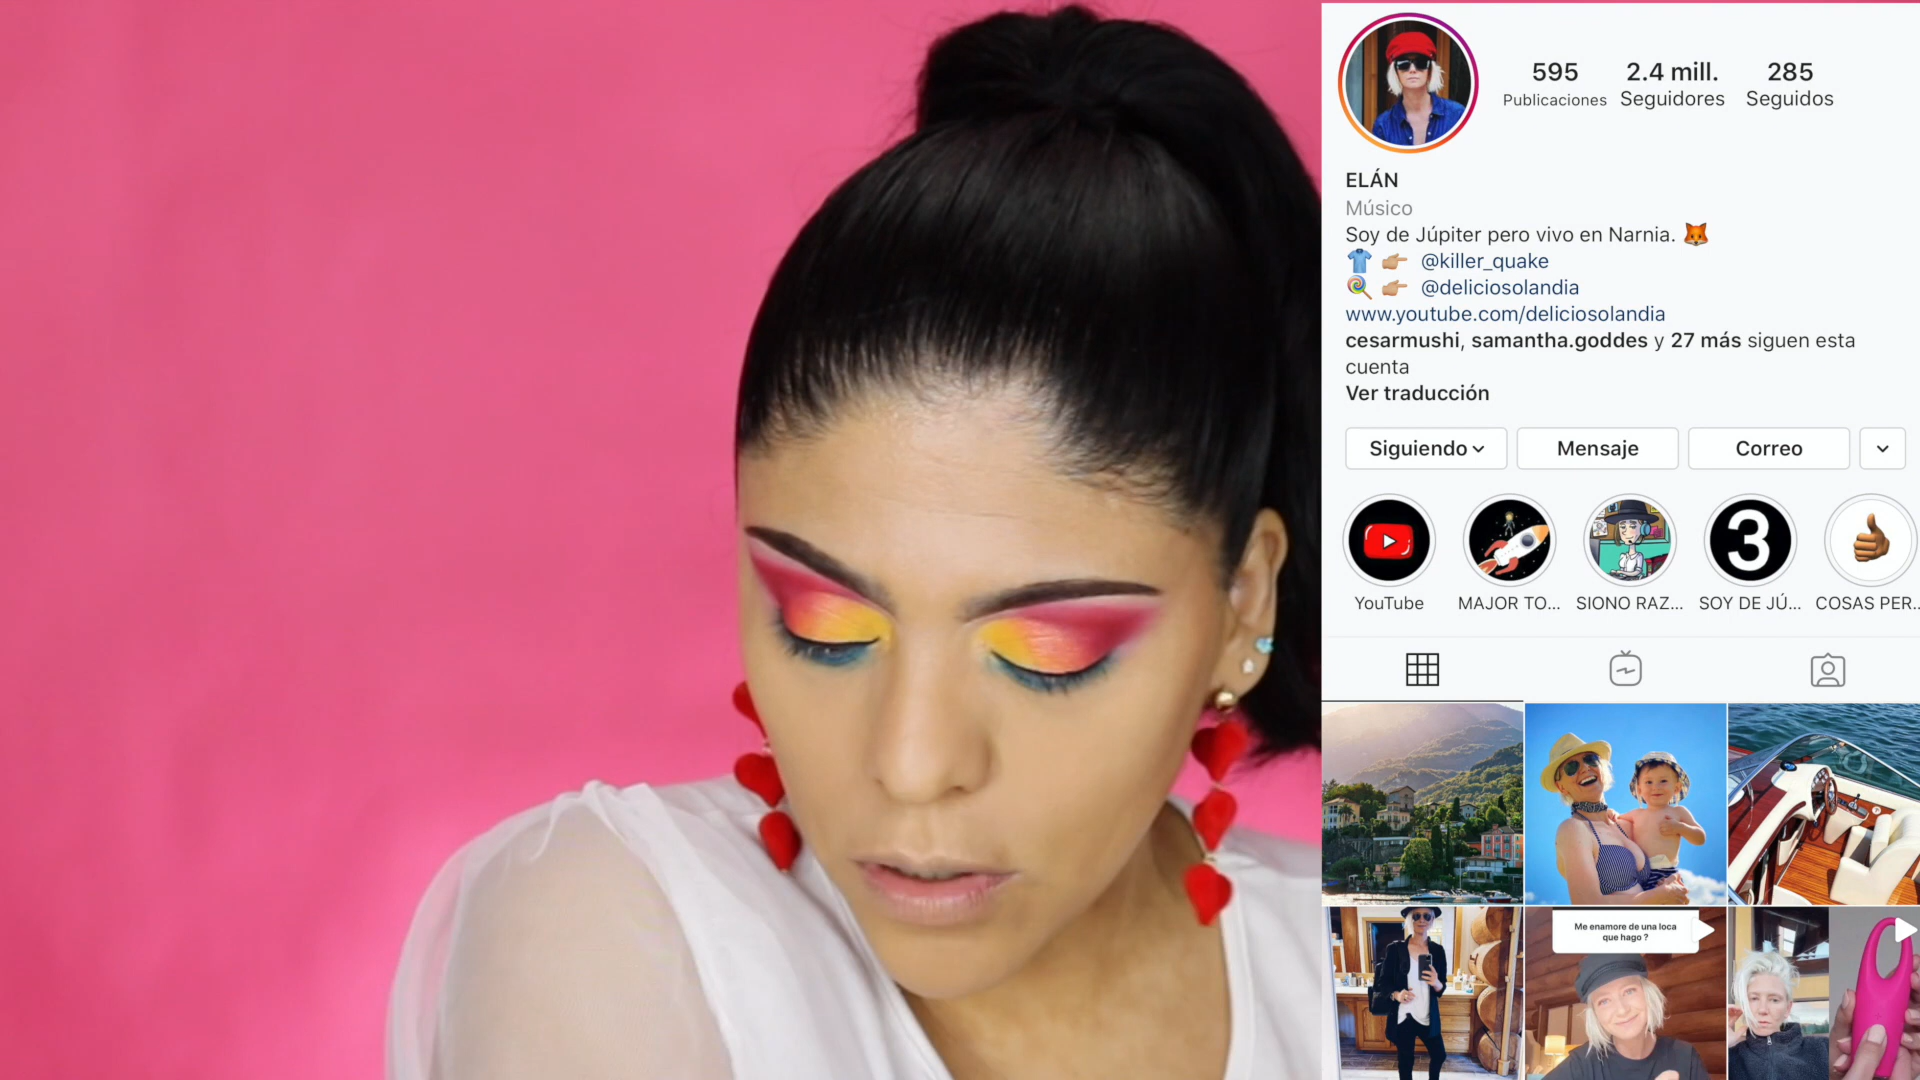 595 2.4 mill. 285
Publicaciones Seguidores Seguidos
ELÁN
Músico
Soy de Júpiter pero vivo en Narnia. 🦊
👕 👉🏼 @killer_quake
🍭 👉🏼 @deliciosolandia
www.youtube.com/deliciosolandia
cesarmushi, samantha.goddes y 27 más siguen esta
cuenta
Ver traducción
Siguiendo Mensaje Correo
3
YouTube MAJOR TO... SIONO RAZ... SOY DE JÚ... COSAS PER...
Me enamore de una loca
que hago ?